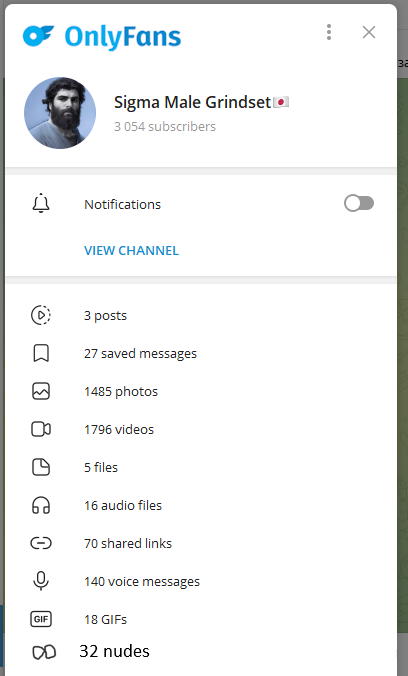 OnlyFans
Sigma Male Grindset🇯🇵
3 054 subscribers
Notifications
VIEW CHANNEL
3 posts
27 saved messages
1485 photos
1796 videos
5 files
16 audio files
70 shared links
140 voice messages
GIF 18 GIFs
32 nudes